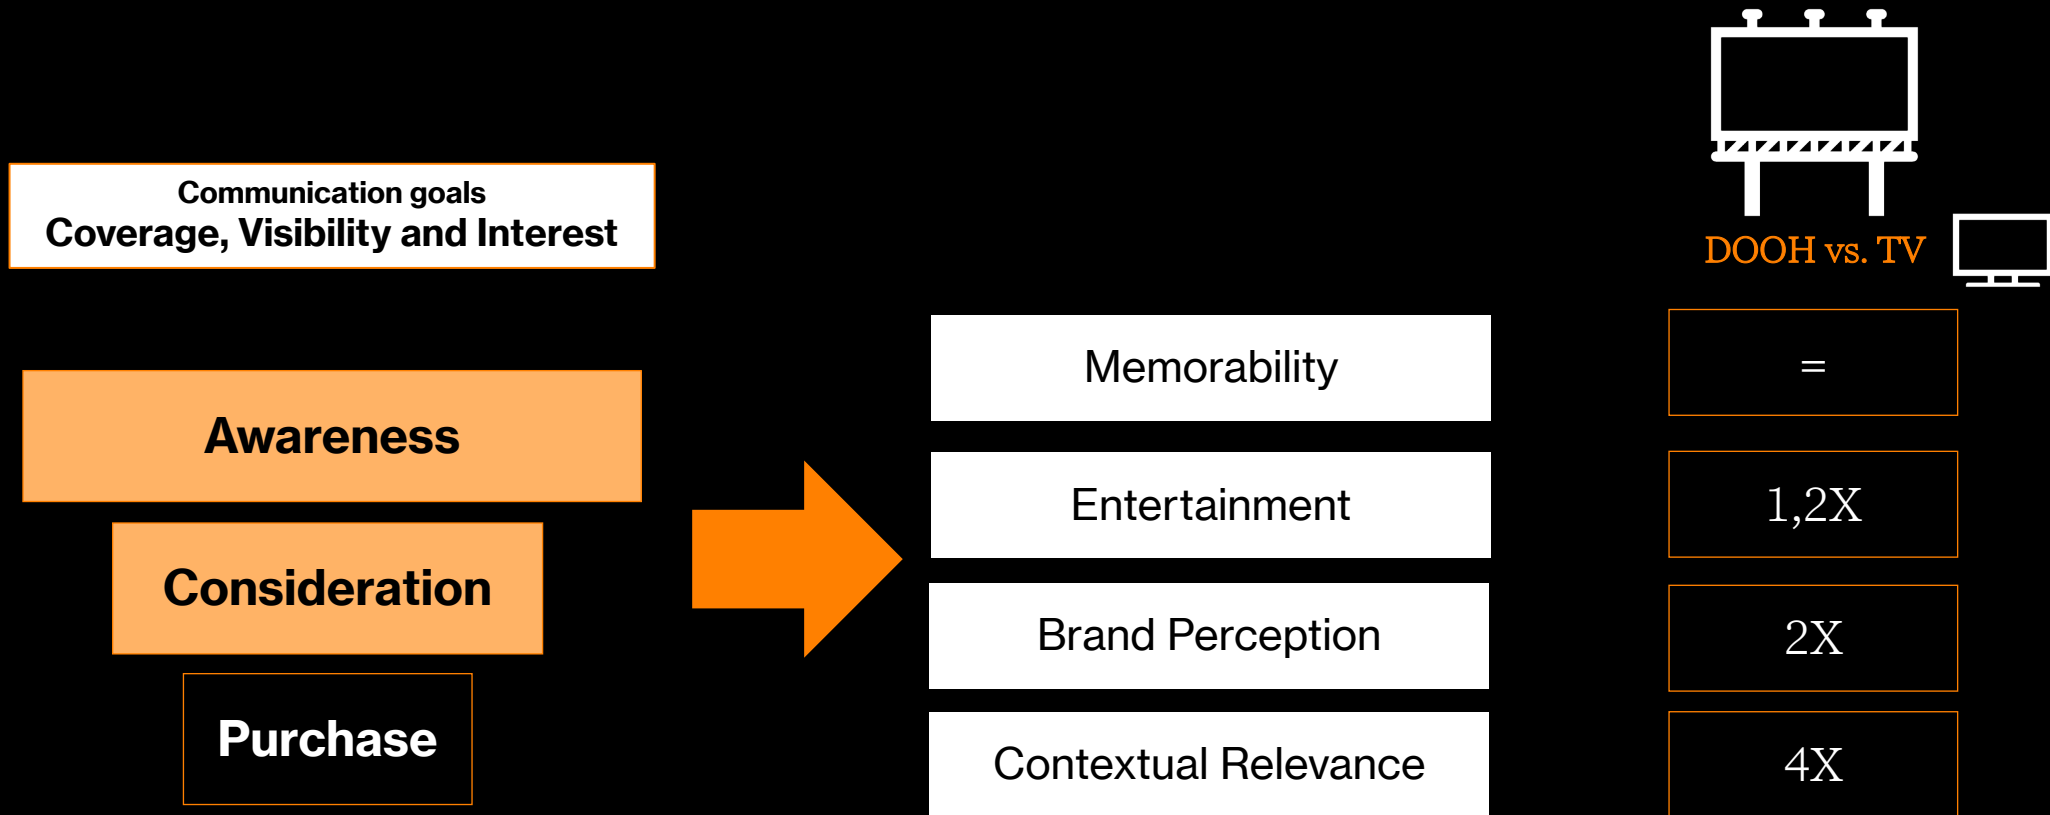 Communication goals
Coverage, Visibility and Interest
Awareness
Consideration
Purchase
DOOH vs. TV
Memorability
=
Entertainment
1,2X
Brand Perception
2X
Contextual Relevance
4X